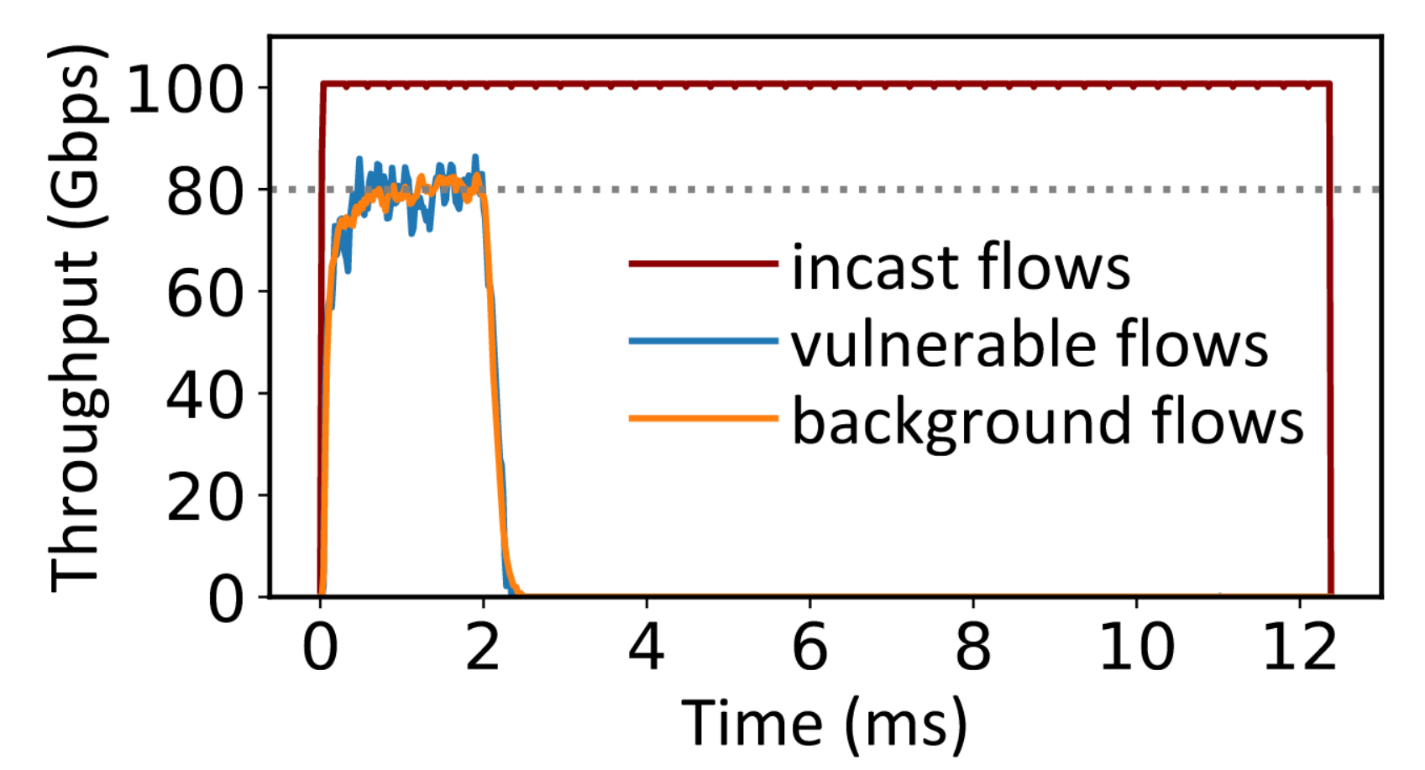 Throughput (Gbps)
100
80
60
40
20
0
incast flows
vulnerable flows
background flows
0 2 4 6 8 10 12
Time (ms)